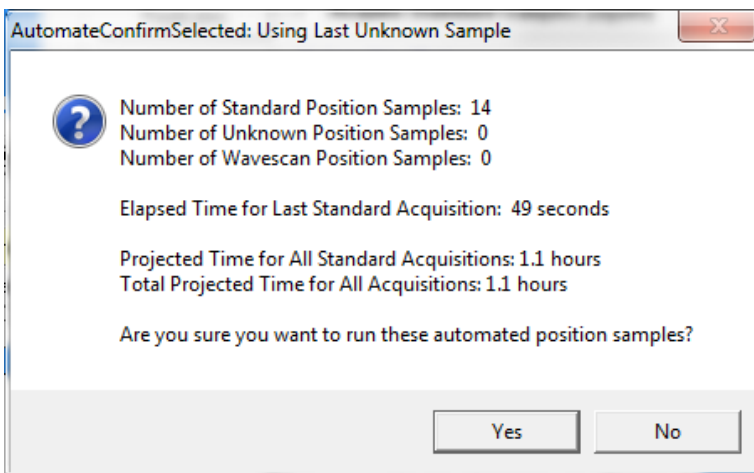 AutomateConfirmSelected: Using Last Unknown Sample
Number of Standard Position Samples: 14
Number of Unknown Position Samples: 0
Number of Wavescan Position Samples: 0
Elapsed Time for Last Standard Acquisition: 49 seconds
Projected Time for All Standard Acquisitions: 1.1 hours
Total Projected Time for All Acquisitions: 1.1 hours
Are you sure you want to run these automated position samples?
Yes
No